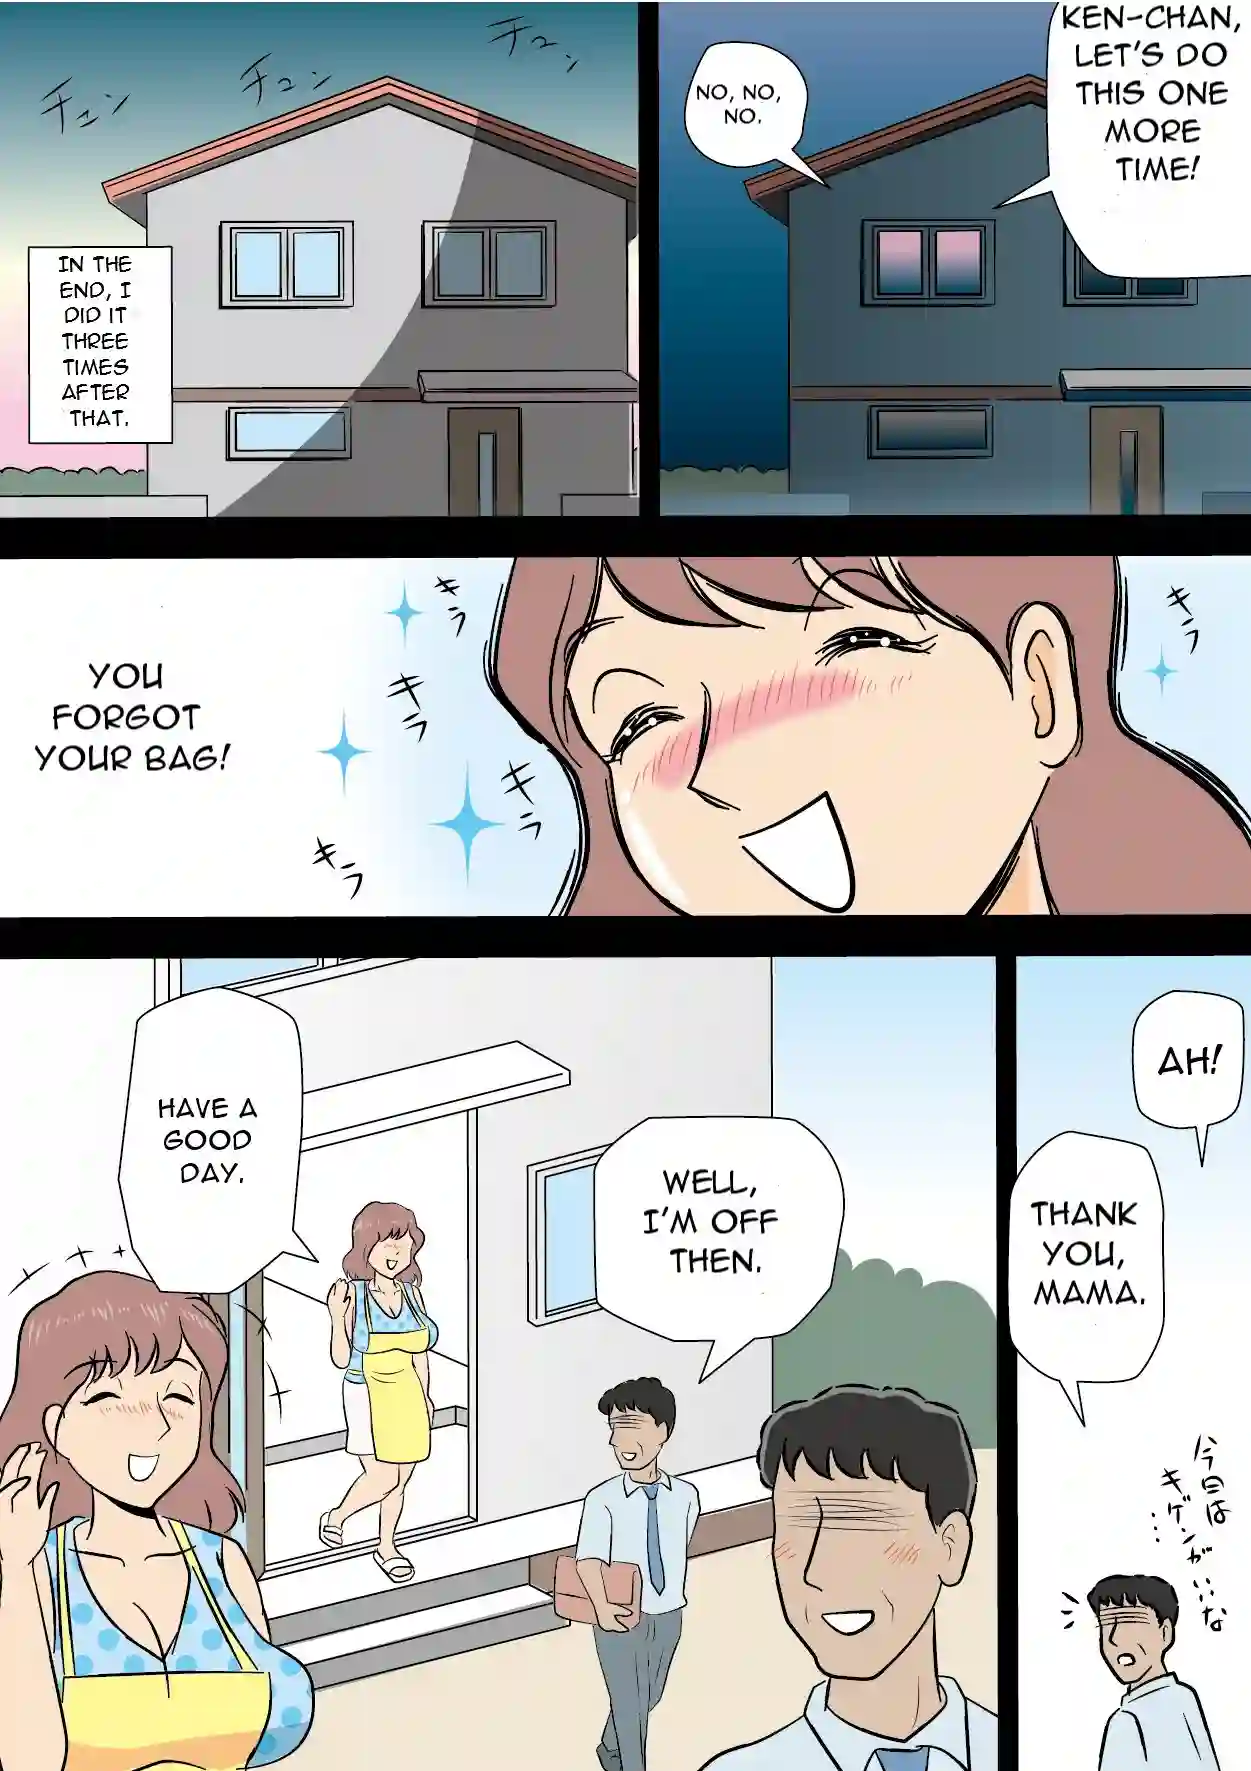 KEN-CHAN,
LET'S DO
THIS ONE
MORE
TIME!
NO, NO,
NO.
チュン
チュン
チュン
IN THE
END, I
DID IT
THREE
TIMES
AFTER
THAT.
キラ
キラ
キラ
キラ
キラ
YOU
FORGOT
YOUR BAG!
AH!
THANK
YOU,
MAMA.
今日は
キゲンが
いいな
…
WELL,
I'M OFF
THEN.
HAVE A
GOOD
DAY.